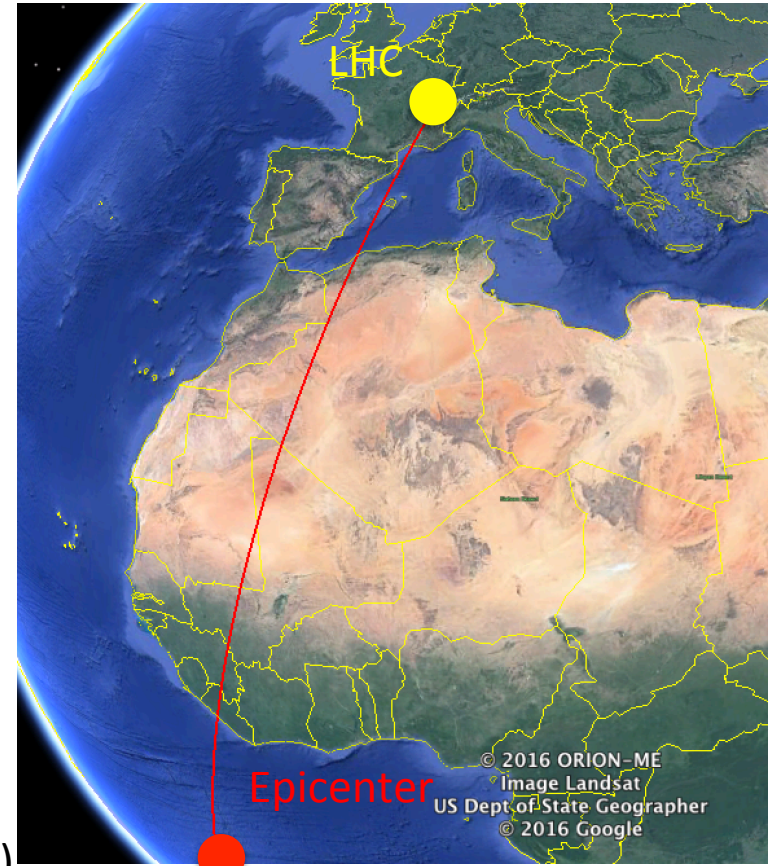 LHC
Epicenter
© 2016 ORION-ME
Image Landsat
US Dept of State Geographer
© 2016 Google
)